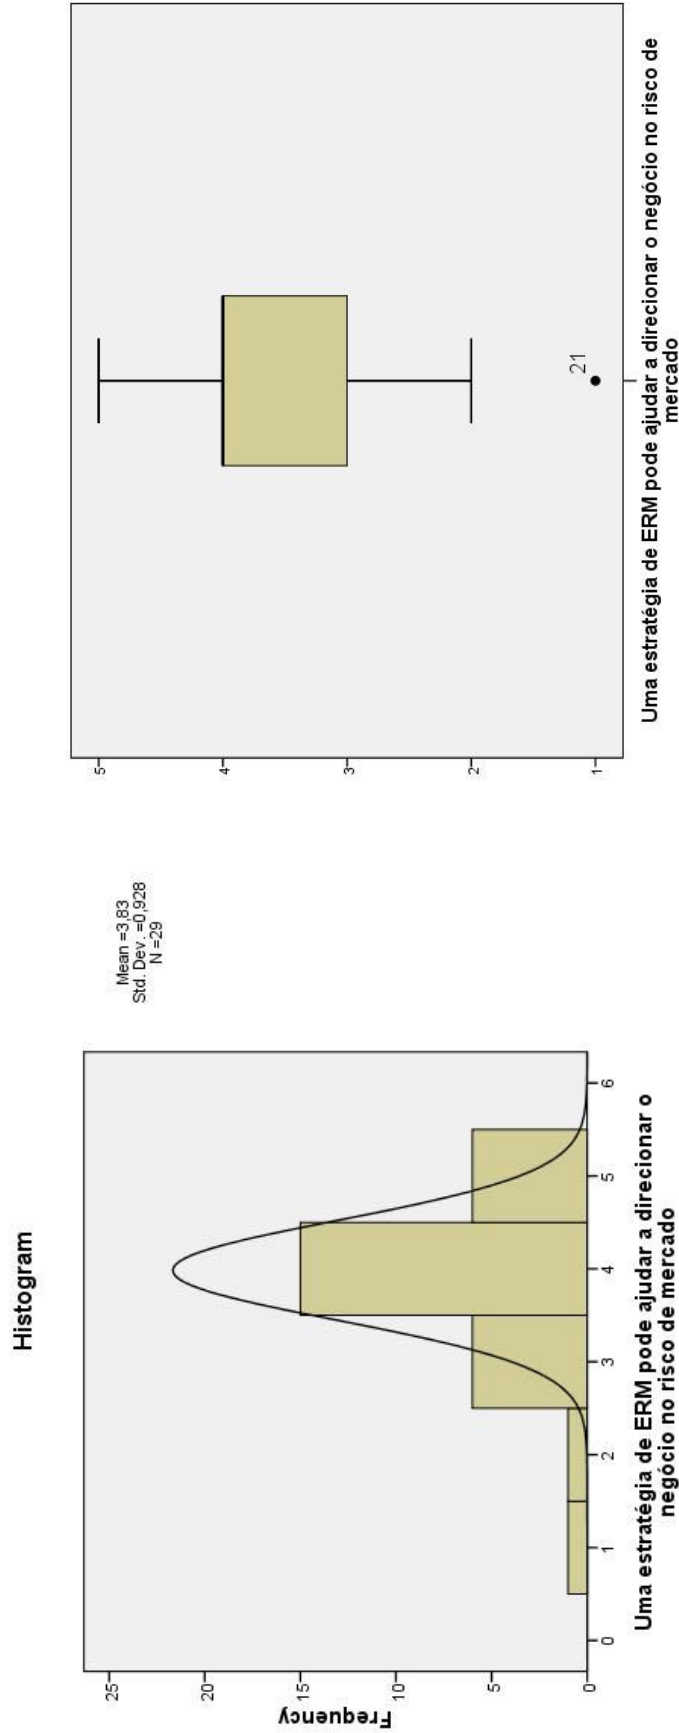 Histogram
Frequency
25
20
15
10
5
0
0
1
2
3
4
5
6
Uma estratégia de ERM pode ajudar a direcionar o
negócio no risco de mercado
Mean =3,83
Std. Dev. =0,928
N =29
5
4
3
2
1
21
Uma estratégia de ERM pode ajudar a direcionar o negócio no risco de
mercado